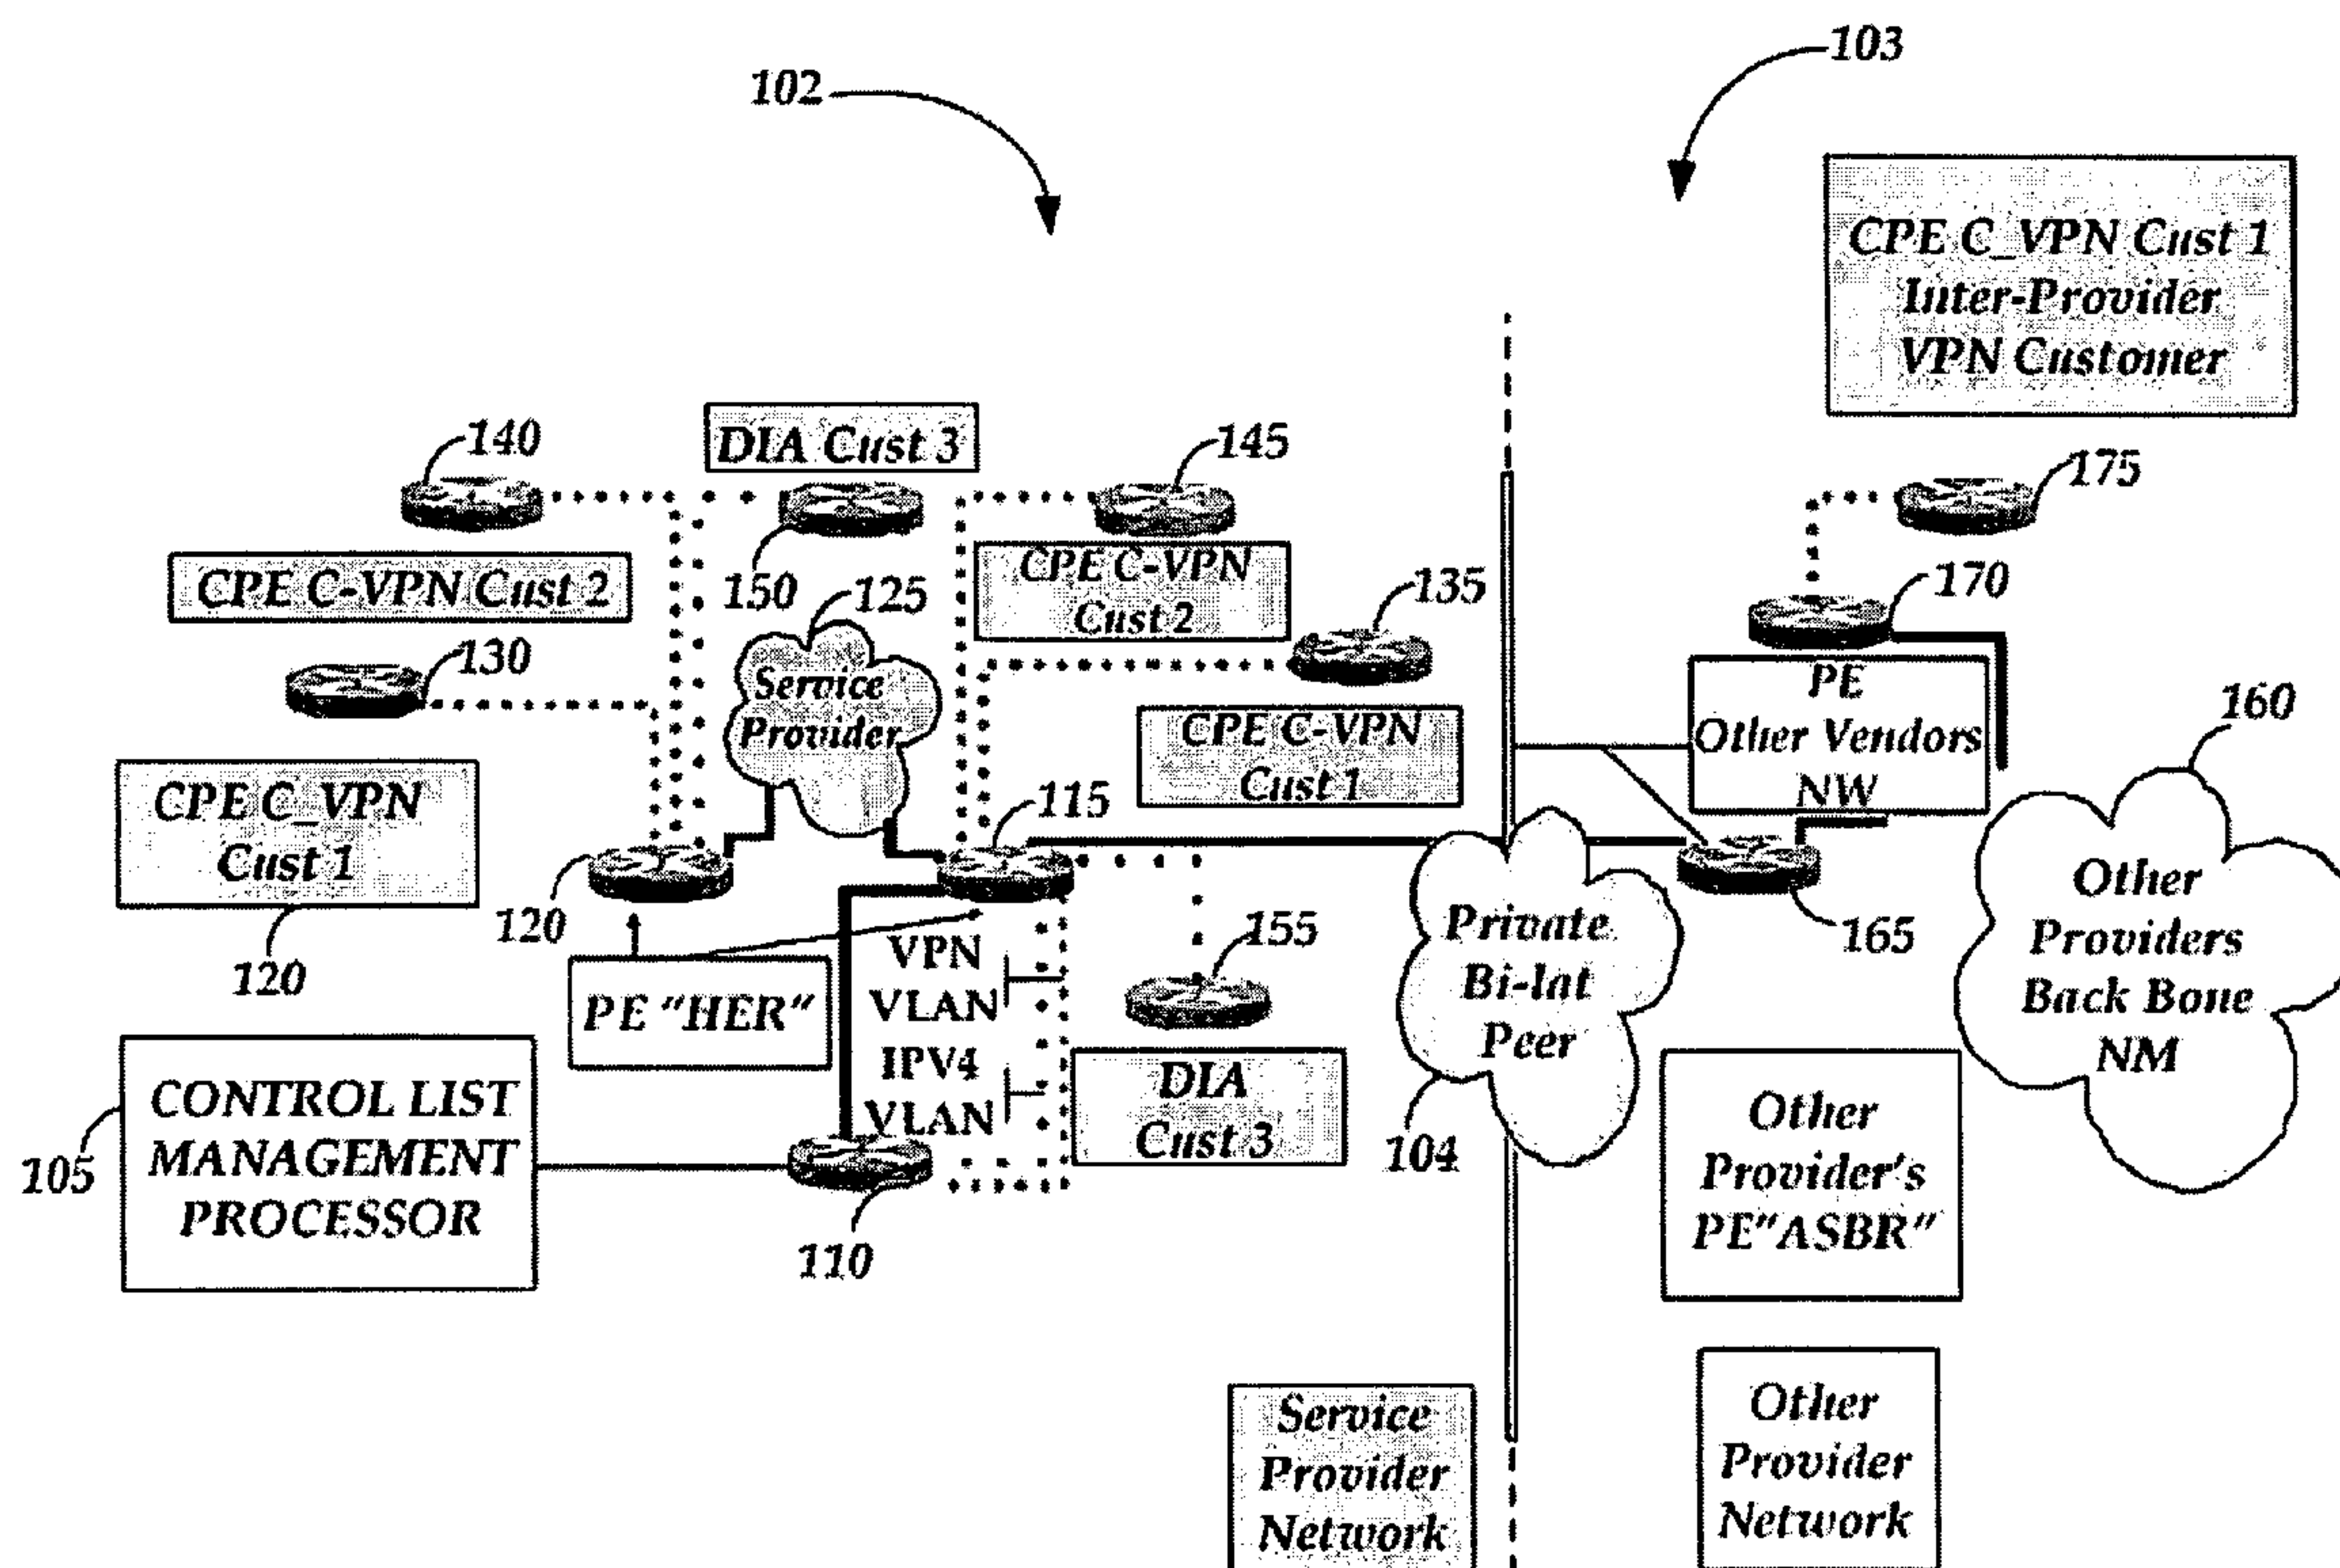 103
102
CPE C_VPN Cust 1
Inter-Provider
VPN Customer
140
DIA Cust 3
145
175
CPE C-VPN Cust 2
150
125
CPE C-VPN
Cust 2
135
170
130
Service
Provider
PE
Other Vendors
NW
160
CPE C-VPN
Cust 1
CPE C_VPN
Cust 1
115
120
120
155
165
Private
Bi-lat
Peer
Other
Providers
Back Bone
NM
VPN
VLAN
PE "HER"
IPV4
VLAN
DIA
Cust 3
104
105
CONTROL LIST
MANAGEMENT
PROCESSOR
110
Other
Provider's
PE"ASBR"
Service
Provider
Network
Other
Provider
Network